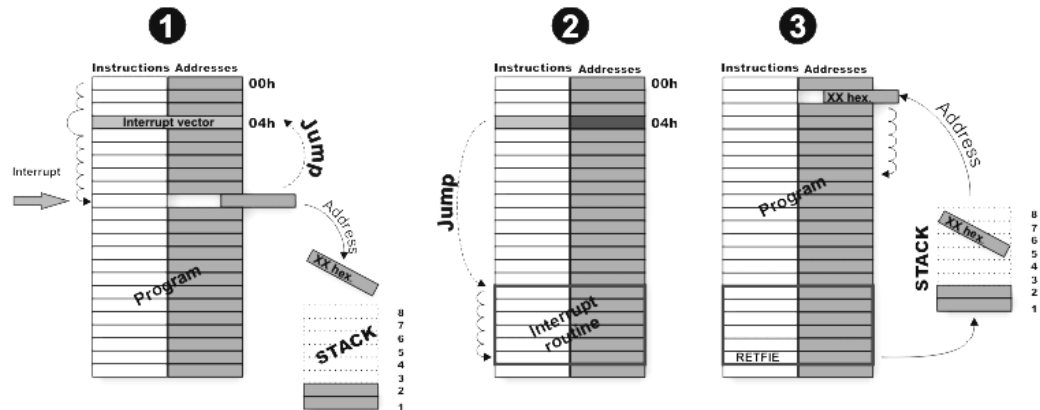 1
Instructions Addresses
00h
Interrupt vector
04h
Jump
Interrupt
Address
XX hex.
Program
STACK
8
7
6
5
4
3
2
1
2
Instructions Addresses
00h
04h
Jump
Interrupt
routine
3
Instructions Addresses
XX hex.
Address
Program
STACK
XX hex.
8
7
6
5
4
3
2
1
RETFIE